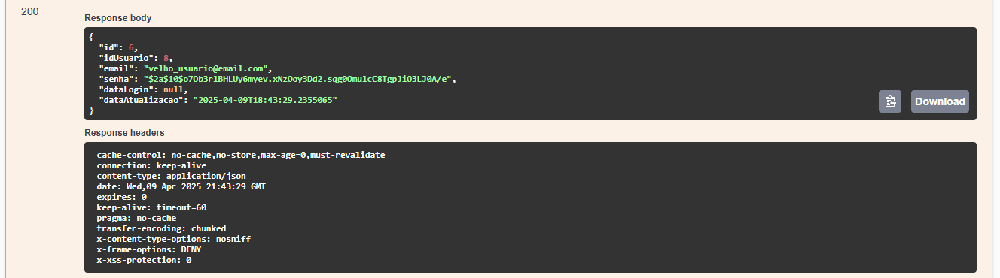 200
Response body
{
  "id": 6,
  "idUsuario": 8,
  "email": "velho_usuario@email.com",
  "senha": "$2a$10$o7Ob3rlBHLUy6myev.xNzOoy3Dd2.sqg0OmulcC8TgpJiO3LJ0A/e",
  "dataLogin": null,
  "dataAtualizacao": "2025-04-09T18:43:29.2355065"
}
Download
Response headers
cache-control: no-cache,no-store,max-age=0,must-revalidate
connection: keep-alive
content-type: application/json
date: Wed,09 Apr 2025 21:43:29 GMT
expires: 0
keep-alive: timeout=60
pragma: no-cache
transfer-encoding: chunked
x-content-type-options: nosniff
x-frame-options: DENY
x-xss-protection: 0